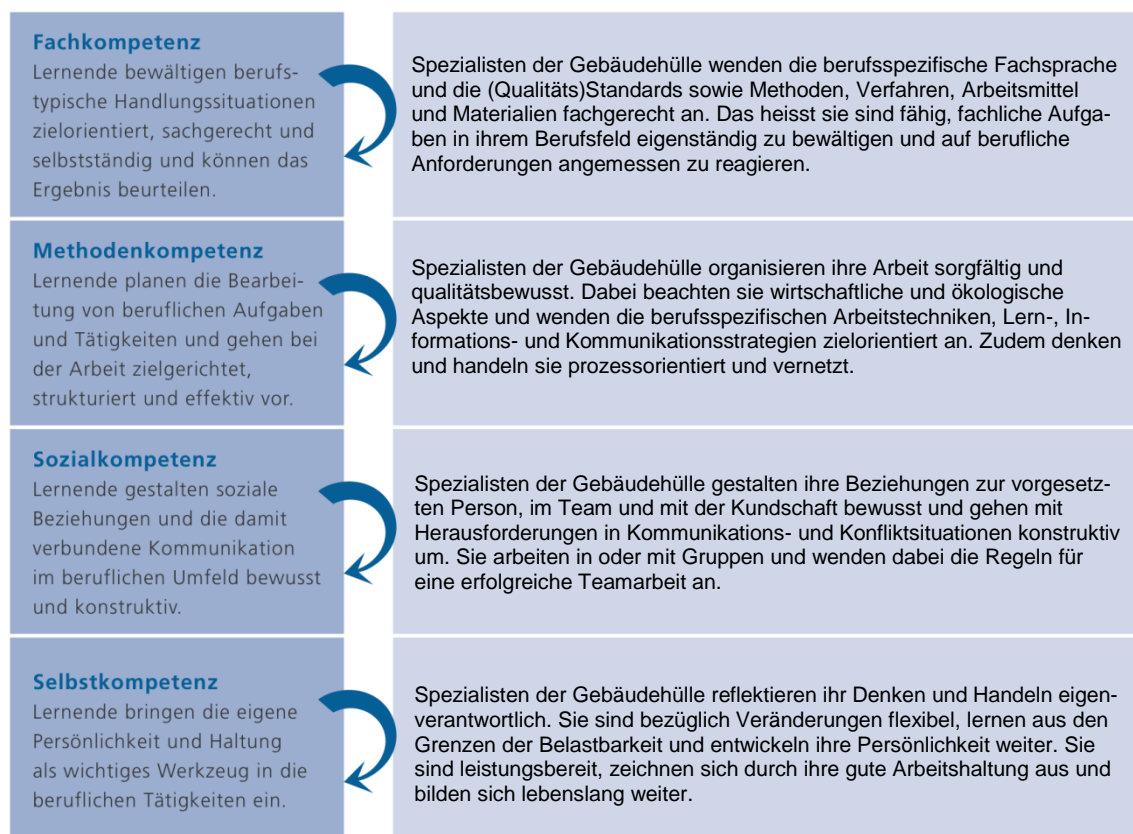 Fachkompetenz
Lernende bewältigen berufs-
typische Handlungssituationen
zielorientiert, sachgerecht und
selbstständig und können das
Ergebnis beurteilen.
Spezialisten der Gebäudehülle wenden die berufsspezifische Fachsprache
und die (Qualitäts)Standards sowie Methoden, Verfahren, Arbeitsmittel
und Materialien fachgerecht an. Das heisst sie sind fähig, fachliche Aufga-
ben in ihrem Berufsfeld eigenständig zu bewältigen und auf berufliche
Anforderungen angemessen zu reagieren.
Methodenkompetenz
Lernende planen die Bearbei-
tung von beruflichen Aufgaben
und Tätigkeiten und gehen bei
der Arbeit zielgerichtet,
strukturiert und effektiv vor.
Spezialisten der Gebäudehülle organisieren ihre Arbeit sorgfältig und
qualitätsbewusst. Dabei beachten sie wirtschaftliche und ökologische
Aspekte und wenden die berufsspezifischen Arbeitstechniken, Lern-, In-
formations- und Kommunikationsstrategien zielorientiert an. Zudem denken
und handeln sie prozessorientiert und vernetzt.
Sozialkompetenz
Lernende gestalten soziale
Beziehungen und die damit
verbundene Kommunikation
im beruflichen Umfeld bewusst
und konstruktiv.
Spezialisten der Gebäudehülle gestalten ihre Beziehungen zur vorgesetz-
ten Person, im Team und mit der Kundschaft bewusst und gehen mit
Herausforderungen in Kommunikations- und Konfliktsituationen konstruktiv
um. Sie arbeiten in oder mit Gruppen und wenden dabei die Regeln für
eine erfolgreiche Teamarbeit an.
Selbstkompetenz
Lernende bringen die eigene
Persönlichkeit und Haltung
als wichtiges Werkzeug in die
beruflichen Tätigkeiten ein.
Spezialisten der Gebäudehülle reflektieren ihr Denken und Handeln eigen-
verantwortlich. Sie sind bezüglich Veränderungen flexibel, lernen aus den
Grenzen der Belastbarkeit und entwickeln ihre Persönlichkeit weiter. Sie
sind leistungsbereit, zeichnen sich durch ihre gute Arbeitshaltung aus und
bilden sich lebenslang weiter.